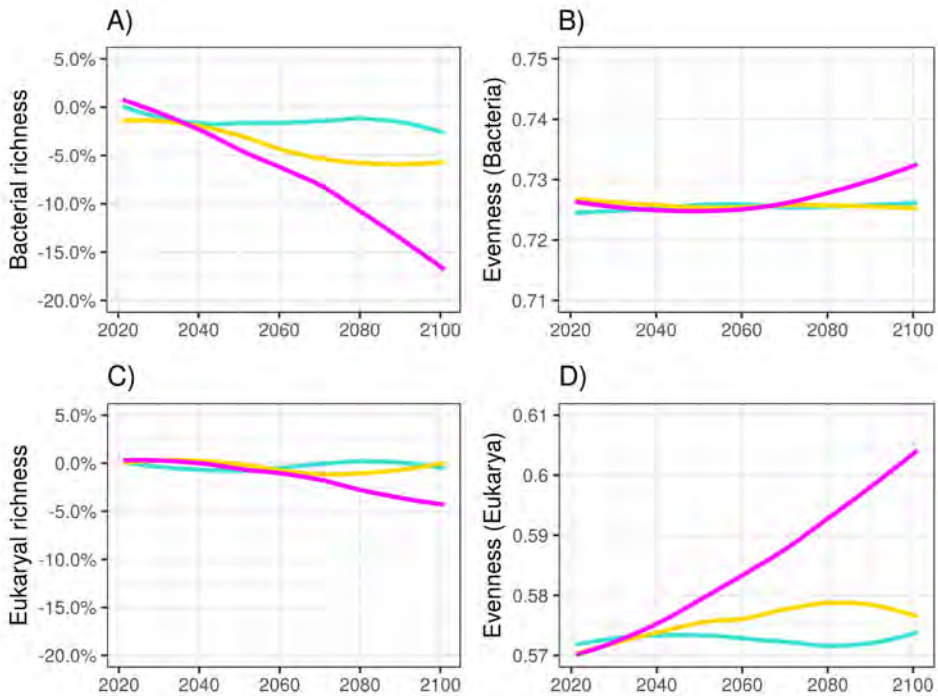 A)
Bacterial richness
5.0%
0.0%
-5.0%
-10.0%
-15.0%
-20.0%
2020 2040 2060 2080 2100
B)
Evenness (Bacteria)
0.75
0.74
0.73
0.72
0.71
2020 2040 2060 2080 2100
C)
Eukaryal richness
5.0%
0.0%
-5.0%
-10.0%
-15.0%
-20.0%
2020 2040 2060 2080 2100
D)
Evenness (Eukarya)
0.61
0.6
0.59
0.58
0.57
2020 2040 2060 2080 2100